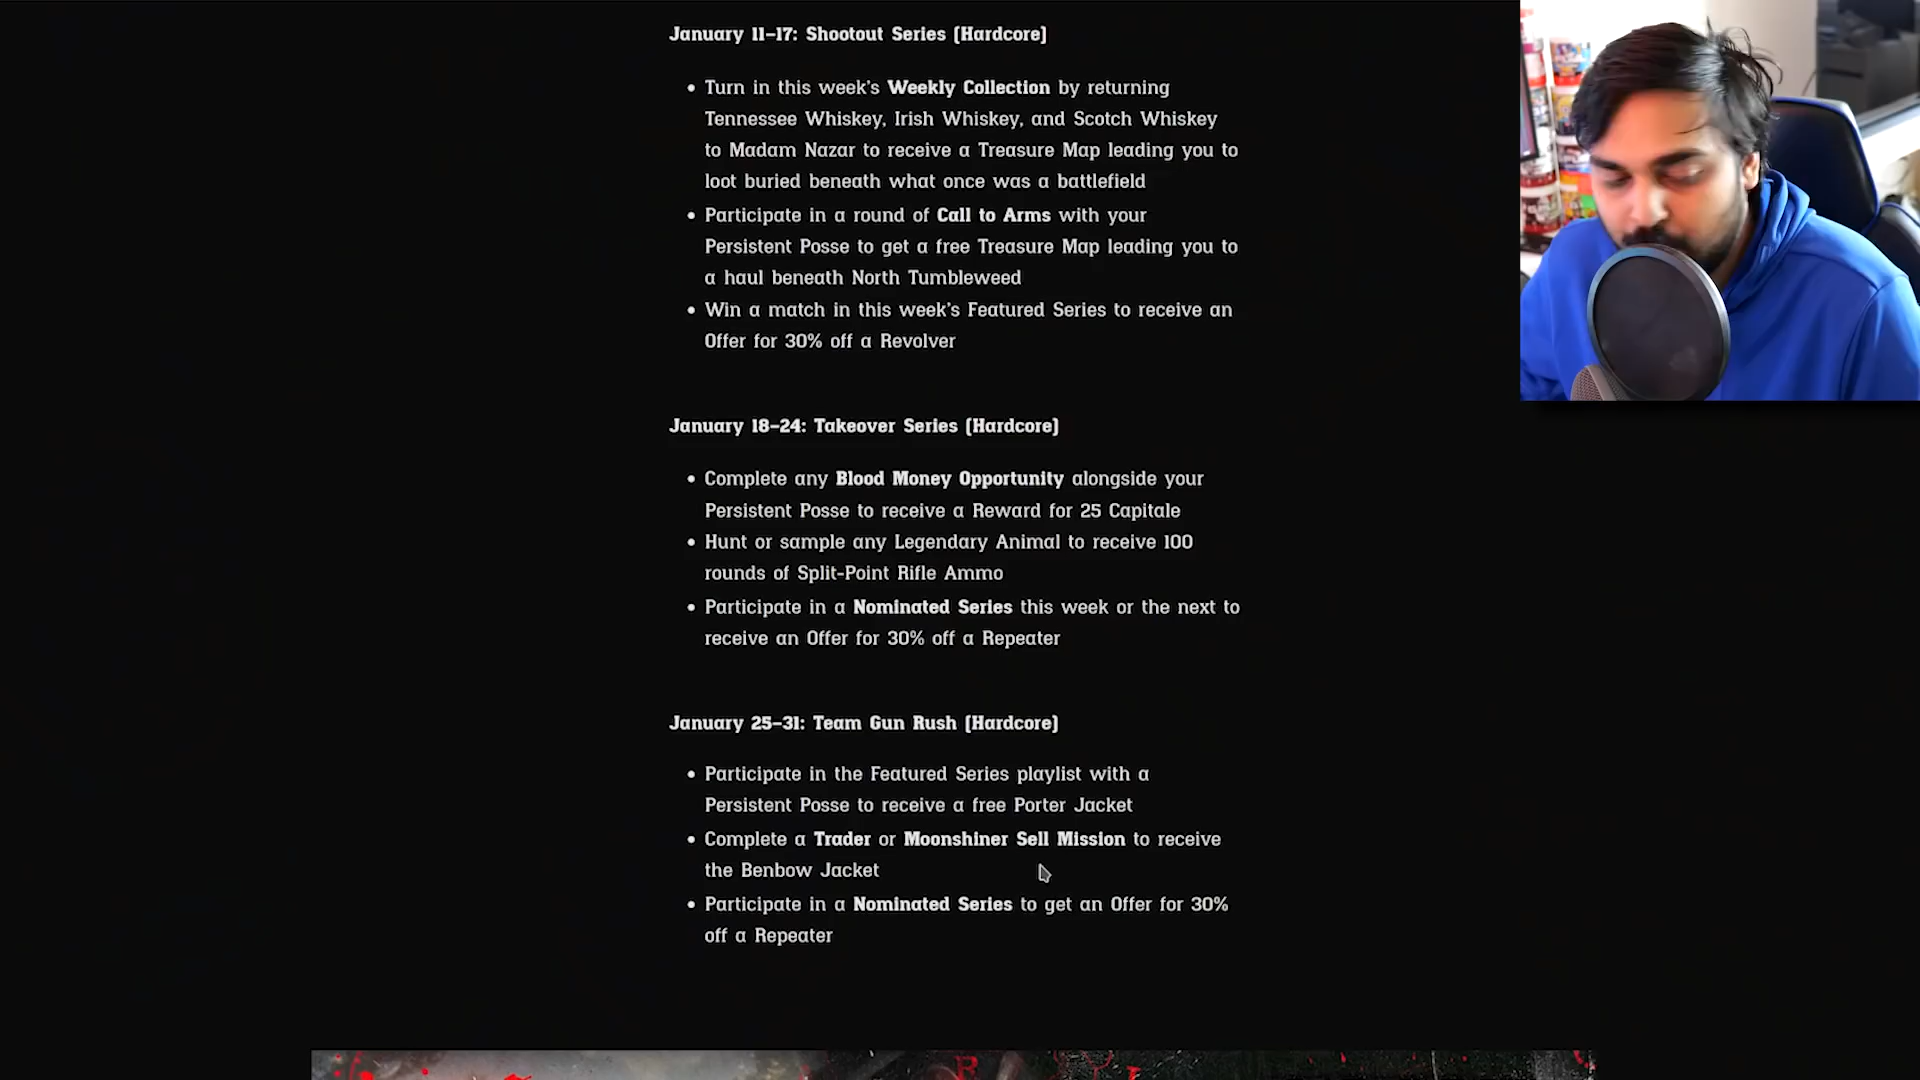 January 11-17: Shootout Series (Hardcore)
• Turn in this week's Weekly Collection by returning
Tennessee Whiskey, Irish Whiskey, and Scotch Whiskey
to Madam Nazar to receive a Treasure Map leading you to
loot buried beneath what once was a battlefield
• Participate in a round of Call to Arms with your
Persistent Posse to get a free Treasure Map leading you to
a haul beneath North Tumbleweed
• Win a match in this week's Featured Series to receive an
Offer for 30% off a Revolver
January 18-24: Takeover Series (Hardcore)
• Complete any Blood Money Opportunity alongside your
Persistent Posse to receive a Reward for 25 Capitale
• Hunt or sample any Legendary Animal to receive 100
rounds of Split-Point Rifle Ammo
• Participate in a Nominated Series this week or the next to
receive an Offer for 30% off a Repeater
January 25-31: Team Gun Rush (Hardcore)
• Participate in the Featured Series playlist with a
Persistent Posse to receive a free Porter Jacket
• Complete a Trader or Moonshiner Sell Mission to receive
the Benbow Jacket
• Participate in a Nominated Series to get an Offer for 30%
off a Repeater